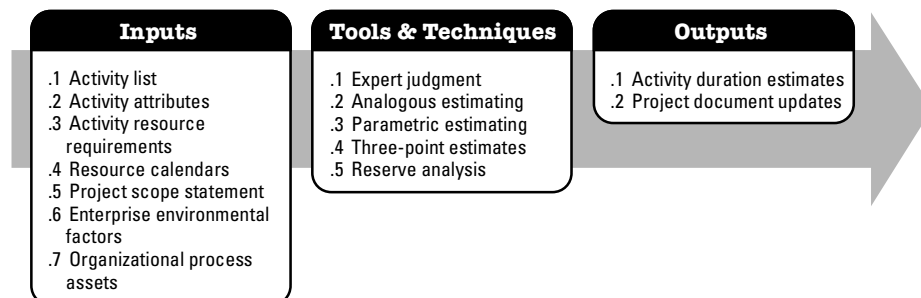 Inputs
.1 Activity list
.2 Activity attributes
.3 Activity resource
requirements
.4 Resource calendars
.5 Project scope statement
.6 Enterprise environmental
factors
.7 Organizational process
assets
Tools & Techniques
.1 Expert judgment
.2 Analogous estimating
.3 Parametric estimating
.4 Three-point estimates
.5 Reserve analysis
Outputs
.1 Activity duration estimates
.2 Project document updates